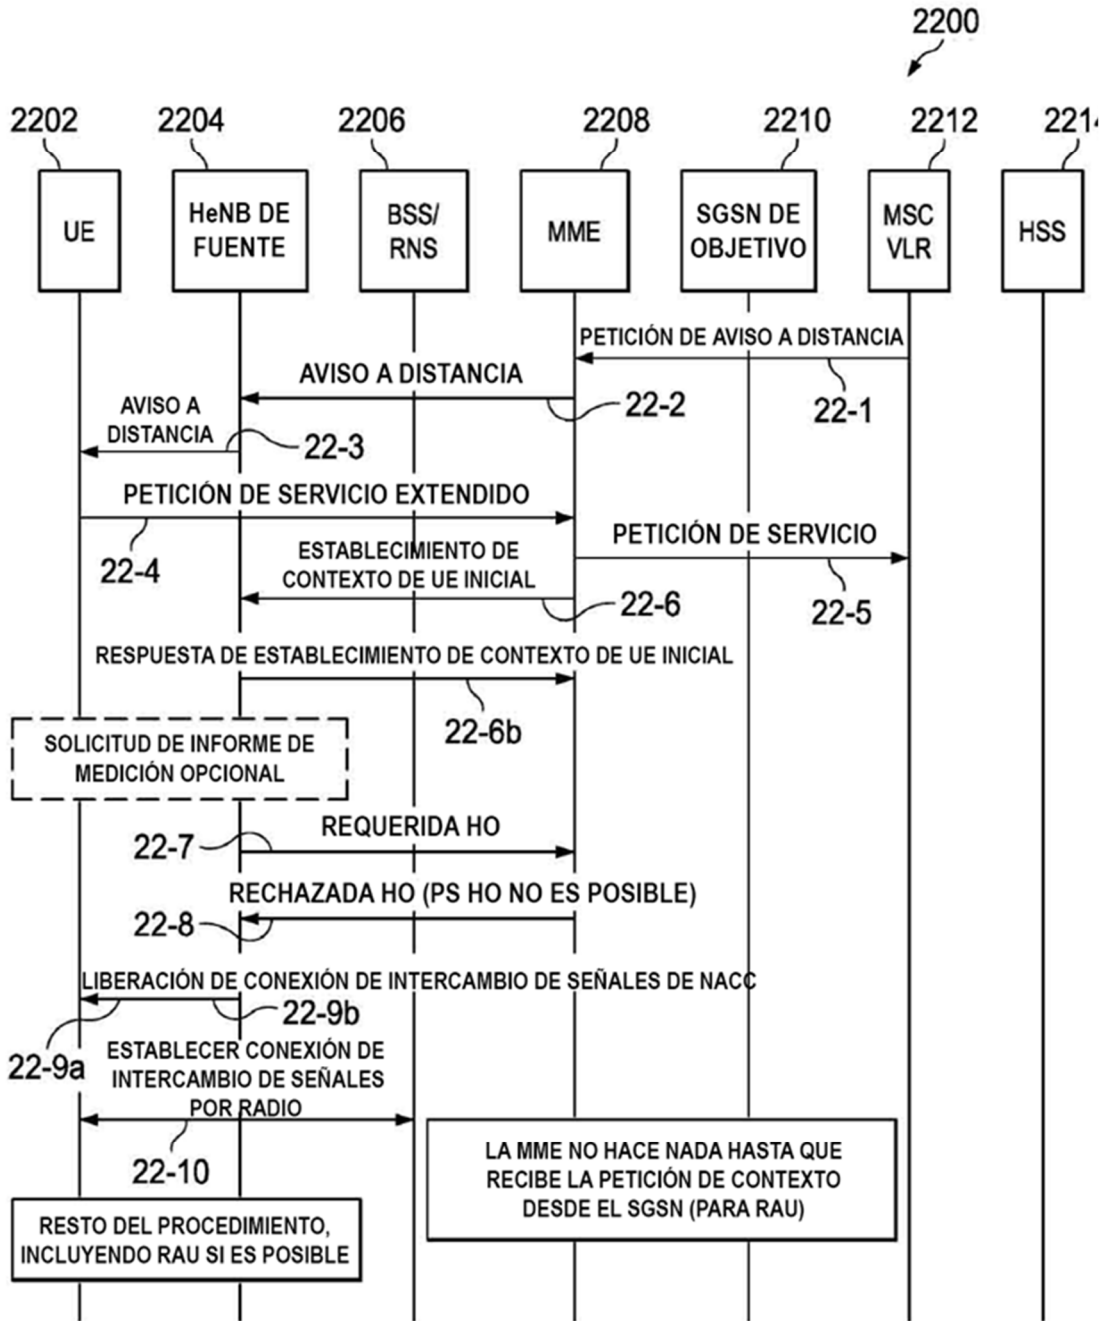 2200
2202
2204
2206
2208
2210
2212
2214
UE
HeNB DE
FUENTE
BSS/
RNS
MME
SGSN DE
OBJETIVO
MSC
VLR
HSS
PETICIÓN DE AVISO A DISTANCIA
22-1
AVISO A DISTANCIA
22-2
AVISO A
DISTANCIA
22-3
PETICIÓN DE SERVICIO EXTENDIDO
22-4
PETICIÓN DE SERVICIO
22-5
ESTABLECIMIENTO DE
CONTEXTO DE UE INICIAL
22-6
RESPUESTA DE ESTABLECIMIENTO DE CONTEXTO DE UE INICIAL
22-6b
SOLICITUD DE INFORME DE
MEDICIÓN OPCIONAL
REQUERIDA HO
22-7
RECHAZADA HO (PS HO NO ES POSIBLE)
22-8
LIBERACIÓN DE CONEXIÓN DE INTERCAMBIO DE SEÑALES DE NACC
22-9b
22-9a
ESTABLECER CONEXIÓN DE
INTERCAMBIO DE SEÑALES
POR RADIO
22-10
LA MME NO HACE NADA HASTA QUE
RECIBE LA PETICIÓN DE CONTEXTO
DESDE EL SGSN (PARA RAU)
RESTO DEL PROCEDIMIENTO,
INCLUYENDO RAU SI ES POSIBLE